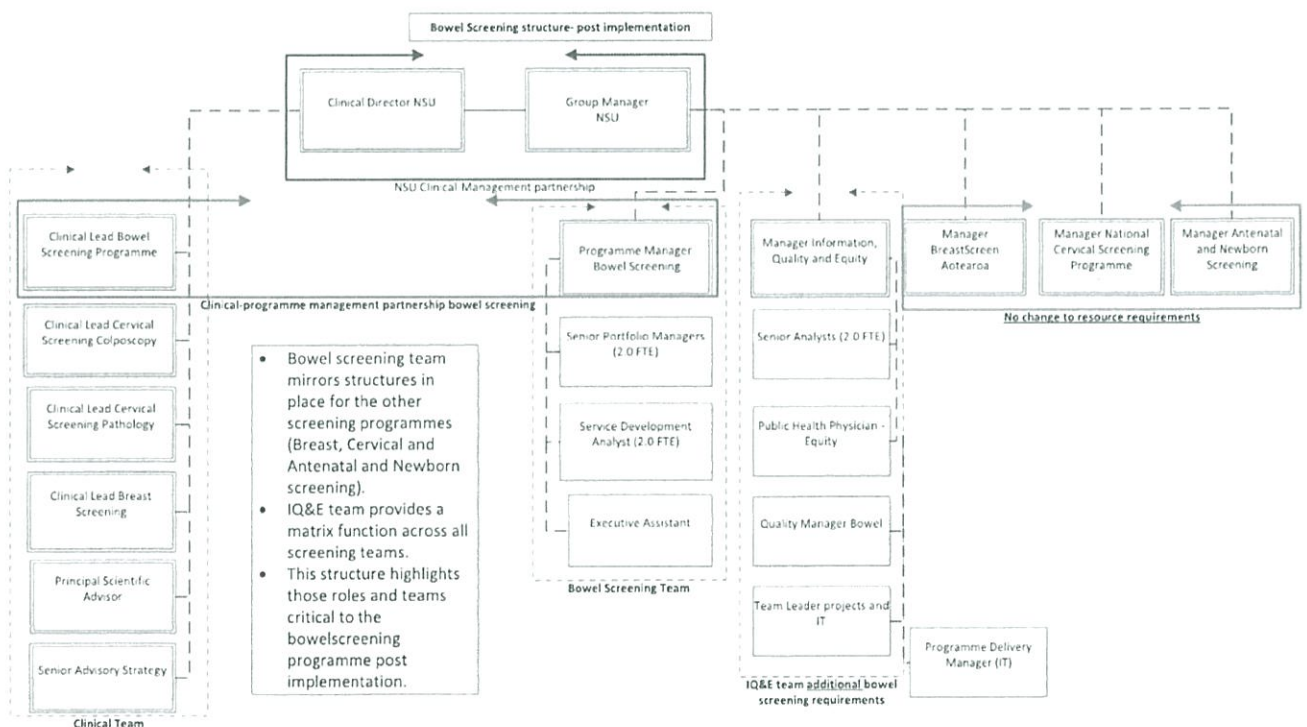 Bowel Screening structure- post implementation
Clinical Director NSU
Group Manager
NSU
NSU Clinical Management partnership
Clinical Lead Bowel
Screening Programme
Programme Manager
Bowel Screening
Manager Information,
Quality and Equity
Manager
BreastScreen
Aotearoa
Manager National
Cervical Screening
Programme
Manager Antenatal
and Newborn
Screening
Clinical-programme management partnership bowel screening
No change to resource requirements
Clinical Lead Cervical
Screening Colposcopy
Clinical Lead Cervical
Screening Pathology
Clinical Lead Breast
Screening
Principal Scientific
Advisor
Senior Advisory Strategy
Clinical Team
• Bowel screening team
mirrors structures in
place for the other
screening programmes
(Breast, Cervical and
Antenatal and Newborn
screening).
• IQ&E team provides a
matrix function across all
screening teams.
• This structure highlights
those roles and teams
critical to the
bowelscreening
programme post
implementation.
Senior Portfolio Managers
(2.0 FTE)
Service Development
Analyst (2.0 FTE)
Executive Assistant
Bowel Screening Team
Senior Analysts (2.0 FTE)
Public Health Physician -
Equity
Quality Manager Bowel
Team Leader projects and
IT
Programme Delivery
Manager (IT)
IQ&E team additional bowel
screening requirements